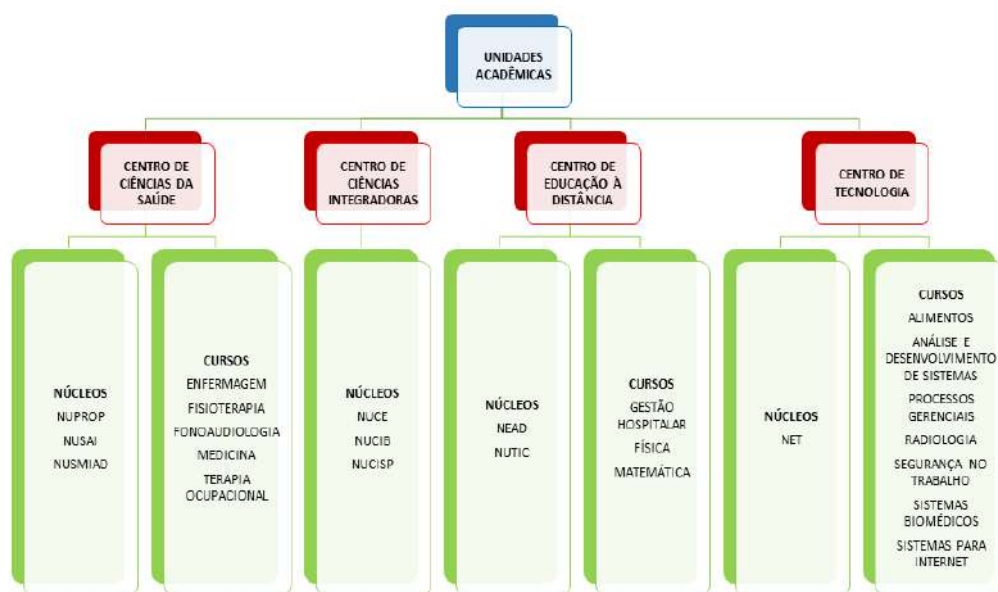 UNIDADES
ACADÊMICAS
CENTRO DE
CIÊNCIAS DA
SAÚDE
CENTRO DE
CIÊNCIAS
INTEGRADORAS
CENTRO DE
EDUCAÇÃO À
DISTÂNCIA
CENTRO DE
TECNOLOGIA
NÚCLEOS
NUPROP
NUSAI
NUSMIAD
CURSOS
ENFERMAGEM
FISIOTERAPIA
FONOAUDIOLOGIA
MEDICINA
TERAPIA
OCUPACIONAL
NÚCLEOS
NUCE
NUCIB
NUCISP
NÚCLEOS
NEAD
NUTIC
CURSOS
GESTÃO
HOSPITALAR
FÍSICA
MATEMÁTICA
NÚCLEOS
NET
CURSOS
ALIMENTOS
ANÁLISE E
DESENVOLVIMENTO
DE SISTEMAS
PROCESSOS
GERENCIAIS
RADIOLOGIA
SEGURANÇA NO
TRABALHO
SISTEMAS
BIOMÉDICOS
SISTEMAS PARA
INTERNET